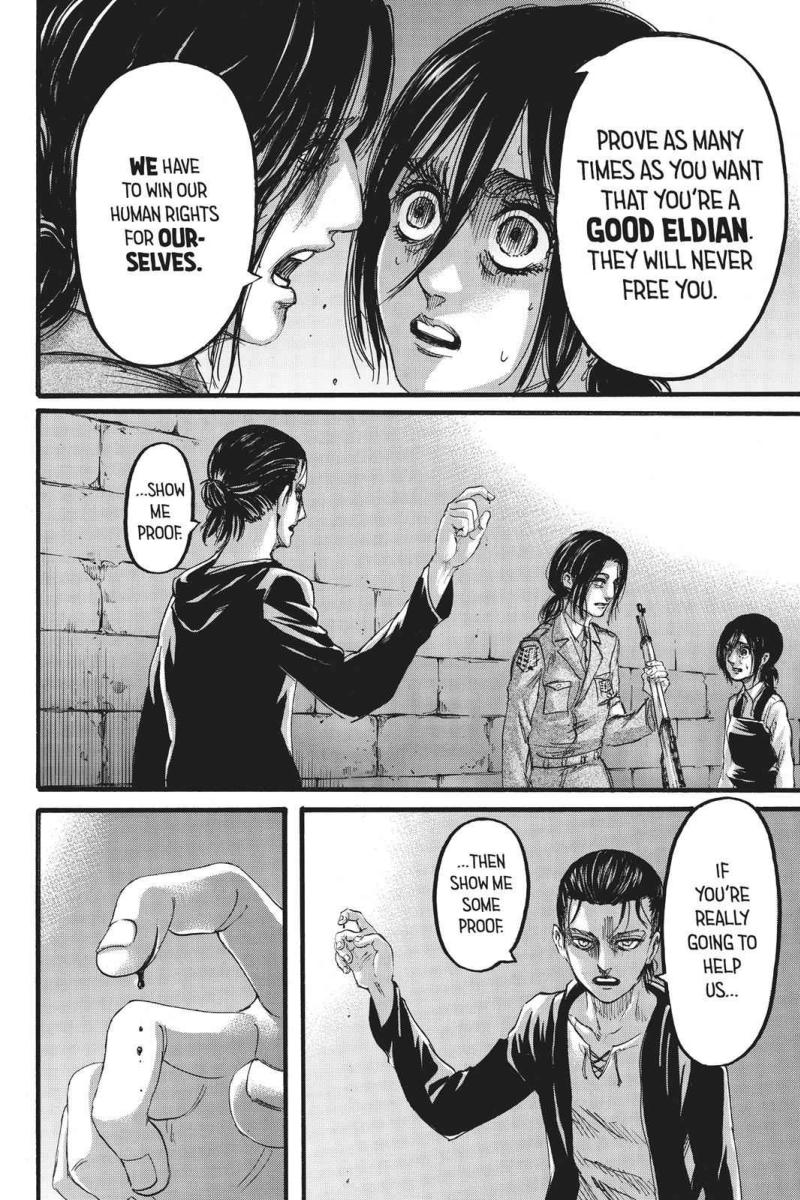 PROVE AS MANY
TIMES AS YOU WANT
THAT YOU'RE A
GOOD ELDIAN.
THEY WILL NEVER
FREE YOU.
WE HAVE
TO WIN OUR
HUMAN RIGHTS
FOR OUR-
SELVES.
...SHOW
ME
PROOF.
IF
YOU'RE
REALLY
GOING TO
HELP
US...
...THEN
SHOW ME
SOME
PROOF.